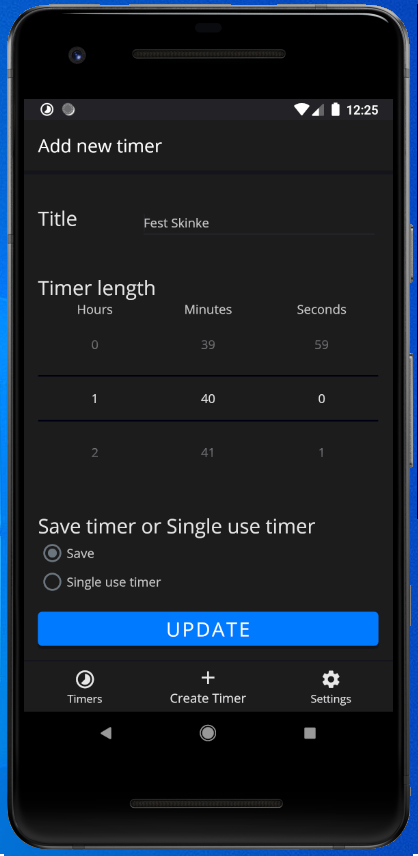 12:25
Add new timer
Title Fest Skinke
Timer length
Hours Minutes Seconds
0 39 59
1 40 0
2 41 1
Save timer or Single use timer
Save
Single use timer
UPDATE
Timers Create Timer Settings